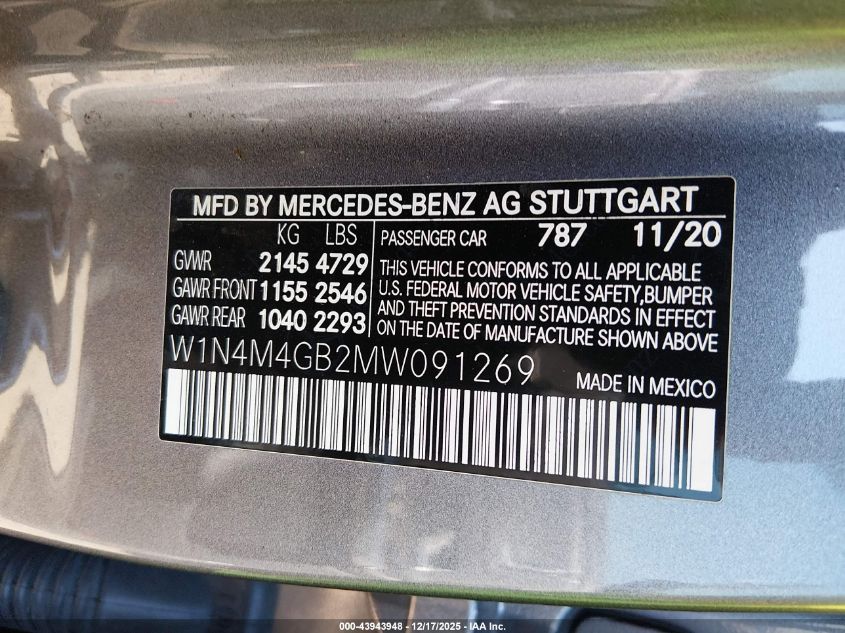 MFD BY MERCEDES-BENZ AG STUTTGART
KG LBS
GVWR 2145 4729
GAWR FRONT 1155 2546
GAWR REAR 1040 2293
PASSENGER CAR 787 11/20
THIS VEHICLE CONFORMS TO ALL APPLICABLE
U.S. FEDERAL MOTOR VEHICLE SAFETY,BUMPER
AND THEFT PREVENTION STANDARDS IN EFFECT
ON THE DATE OF MANUFACTURE SHOWN ABOVE
W1N4M4GB2MW091269
MADE IN MEXICO
000-43943948 - 12/17/2025 - IAA Inc.